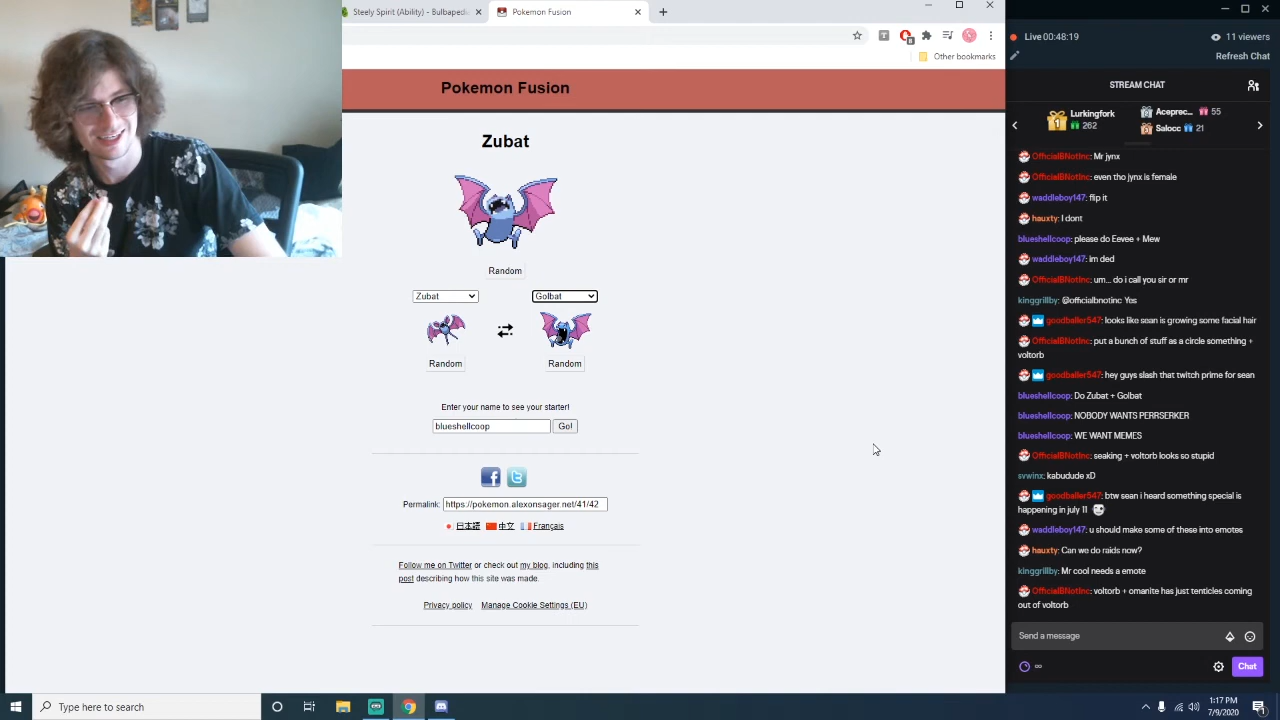 Steely Spirit (Ability) - Bulbaped
Pokemon Fusion
Other bookmarks
Pokemon Fusion
Zubat
Random
Zubat
Golbat
Random
Random
Enter your name to see your starter!
blueshellcoop
Go!
Permalink: https://pokemon.alexonsager.net/41/42
日本語
中文
Français
Follow me on Twitter or check out my blog, including this
post describing how this site was made.
Privacy policy
Manage Cookie Settings (EU)
Live 00:48:19
11 viewers
Refresh Chat
STREAM CHAT
1
Lurkingfork
262
2
Aceprec...
55
3
Salocc
21
OfficialBNotInc: Mr jynx
OfficialBNotInc: even tho jynx is female
waddleboy147: flip it
hauxty: I dont
blueshellcoop: please do Eevee + Mew
waddleboy147: im ded
OfficialBNotInc: um... do i call you sir or mr
kinggrillby: @officialbnotinc Yes
goodballer547: looks like sean is growing some facial hair
OfficialBNotInc: put a bunch of stuff as a circle something +
voltorb
goodballer547: hey guys slash that twitch prime for sean
blueshellcoop: Do Zubat + Golbat
blueshellcoop: NOBODY WANTS PERRSERKER
blueshellcoop: WE WANT MEMES
OfficialBNotInc: seaking + voltorb looks so stupid
svwinx: kabudude xD
goodballer547: btw sean i heard something special is
happening in july 11
waddleboy147: u should make some of these into emotes
hauxty: Can we do raids now?
kinggrillby: Mr cool needs a emote
OfficialBNotInc: voltorb + omanite has just tenticles coming
out of voltorb
Send a message
∞
Chat
Type here to search
1:17 PM
7/9/2020